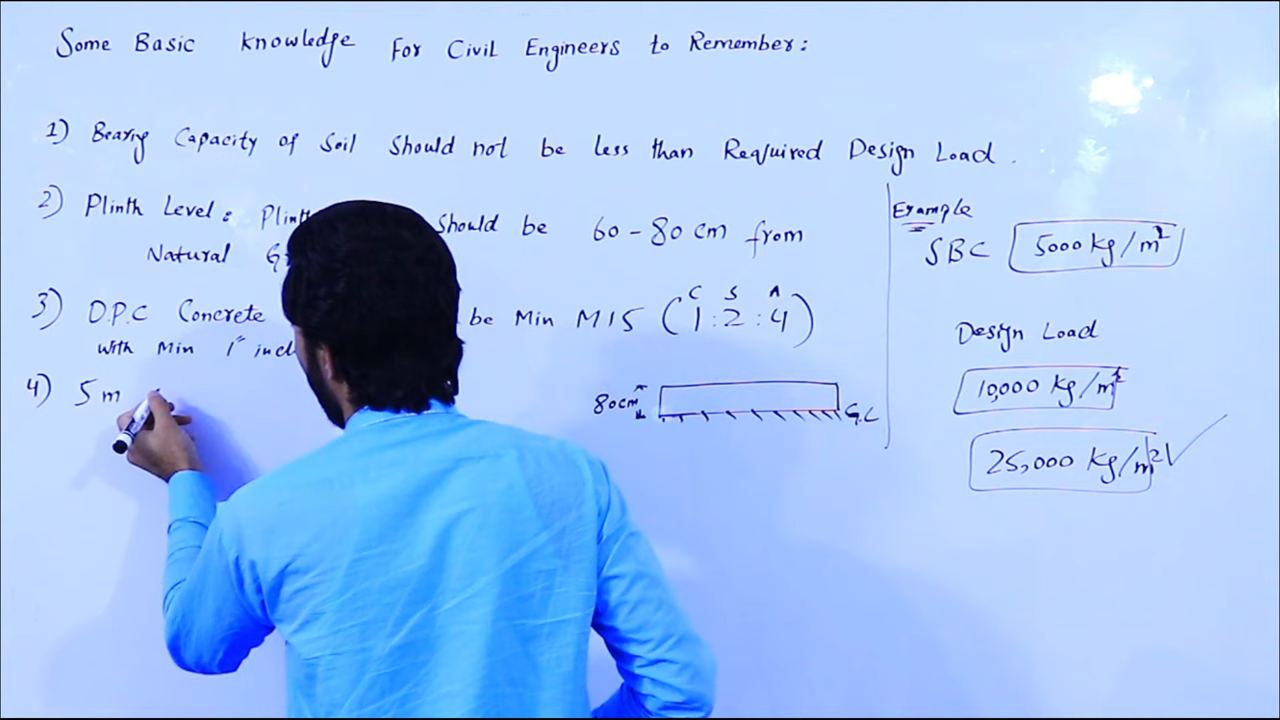 Some Basic Knowledge For Civil Engineers to Remember:
1) Bearing Capacity of Soil Should not be less than Required Design Load.
2) Plinth Level: Plinth Should be 60-80 cm from
Natural
3) D.P.C Concrete be Min M15 (1:2:4)
C S A
with Min 1"
4) 5m
80cm
G.L
Example
SBC 5000 kg/m²
Design Load
10,000 kg/m²
25,000 kg/m²